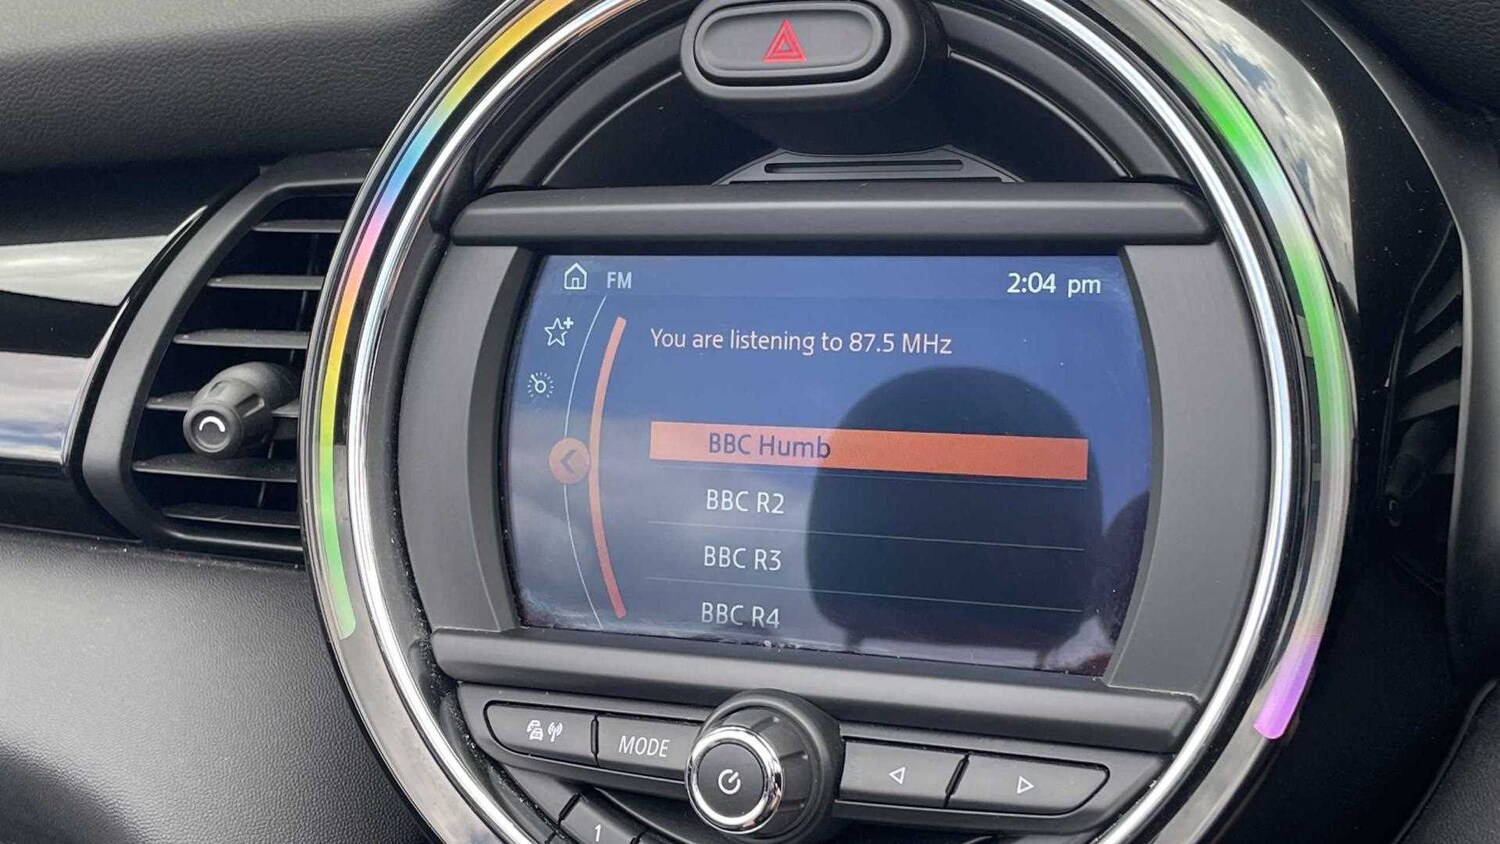 FM
2:04 pm
You are listening to 87.5 MHz
BBC Humb
BBC R2
BBC R3
BBC R4
MODE
1